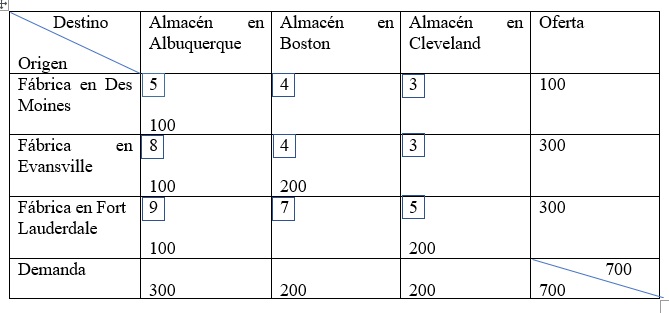 Destino
Origen
Almacén en
Albuquerque
Almacén en
Boston
Almacén en
Cleveland
Oferta
Fábrica en Des
Moines
5
100
4
3
100
Fábrica en
Evansville
8
100
4
200
3
300
Fábrica en Fort
Lauderdale
9
100
7
5
200
300
Demanda
300
200
200
700
700